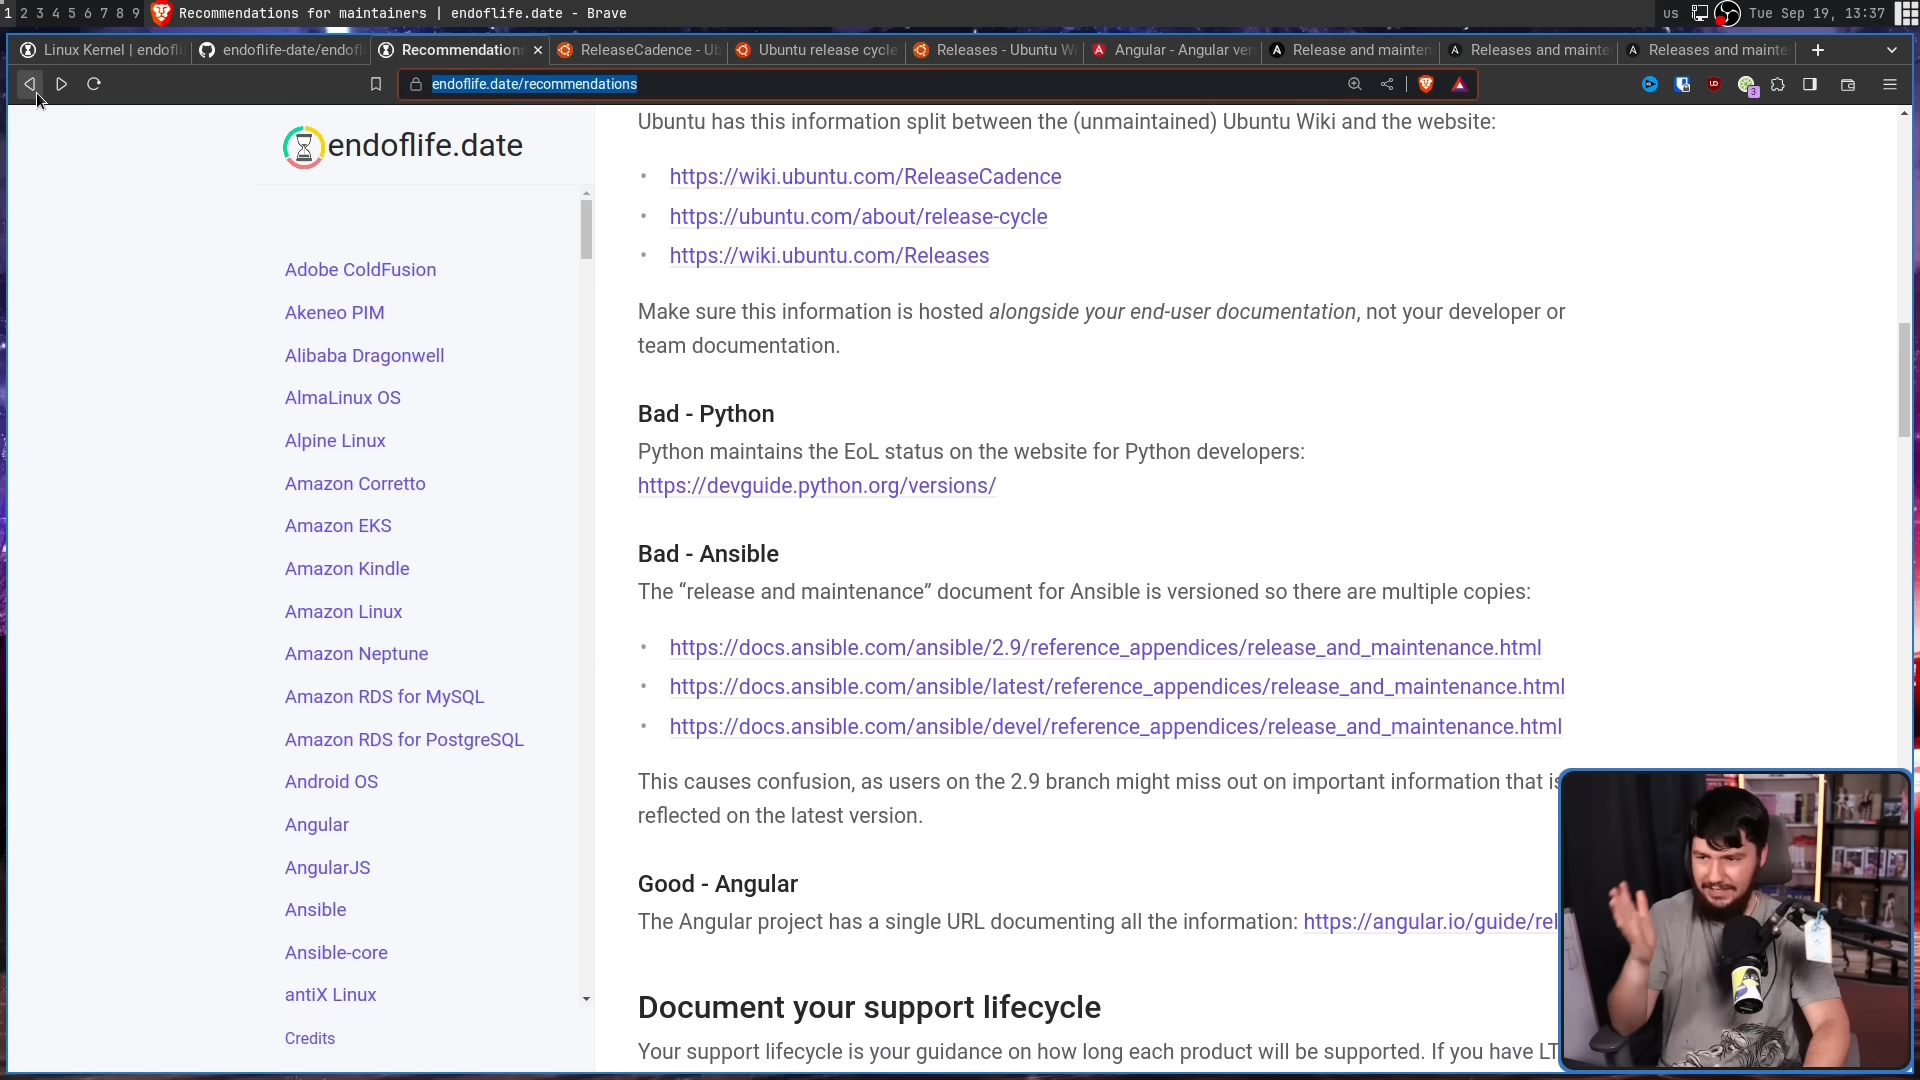 1 2 3 4 5 6 7 8 9 Recommendations for maintainers | endoflife.date - Brave us Tue Sep 19, 13:37
Linux Kernel | endofli endoflife-date/endofl Recommendation ReleaseCadence - Ub Ubuntu release cycle Releases - Ubuntu W Angular - Angular ver Release and mainten Releases and mainte Releases and mainte
endoflife.date/recommendations
3
endoflife.date
Adobe ColdFusion
Akeneo PIM
Alibaba Dragonwell
AlmaLinux OS
Alpine Linux
Amazon Corretto
Amazon EKS
Amazon Kindle
Amazon Linux
Amazon Neptune
Amazon RDS for MySQL
Amazon RDS for PostgreSQL
Android OS
Angular
AngularJS
Ansible
Ansible-core
antiX Linux
Credits
Ubuntu has this information split between the (unmaintained) Ubuntu Wiki and the website:
• https://wiki.ubuntu.com/ReleaseCadence
• https://ubuntu.com/about/release-cycle
• https://wiki.ubuntu.com/Releases
Make sure this information is hosted alongside your end-user documentation, not your developer or
team documentation.
Bad - Python
Python maintains the EoL status on the website for Python developers:
https://devguide.python.org/versions/
Bad - Ansible
The “release and maintenance” document for Ansible is versioned so there are multiple copies:
• https://docs.ansible.com/ansible/2.9/reference_appendices/release_and_maintenance.html
• https://docs.ansible.com/ansible/latest/reference_appendices/release_and_maintenance.html
• https://docs.ansible.com/ansible/devel/reference_appendices/release_and_maintenance.html
This causes confusion, as users on the 2.9 branch might miss out on important information that is
reflected on the latest version.
Good - Angular
The Angular project has a single URL documenting all the information: https://angular.io/guide/rel
Document your support lifecycle
Your support lifecycle is your guidance on how long each product will be supported. If you have LT